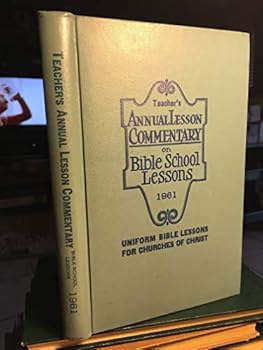 TEACHER'S ANNUAL LESSON COMMENTARY BIBLE SCHOOL
LESSONS 1961
Teacher's
ANNUAL LESSON
COMMENTARY
on
Bible School
Lessons
1961
UNIFORM BIBLE LESSONS
FOR CHURCHES OF CHRIST